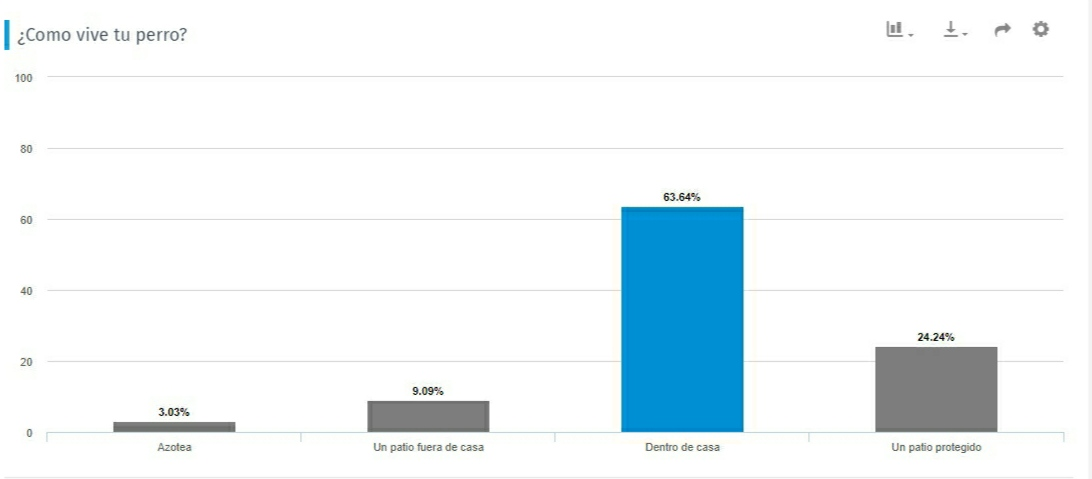 ¿Como vive tu perro?
100
80
63.64%
60
40
24.24%
20
9.09%
3.03%
0
Azotea
Un patio fuera de casa
Dentro de casa
Un patio protegido